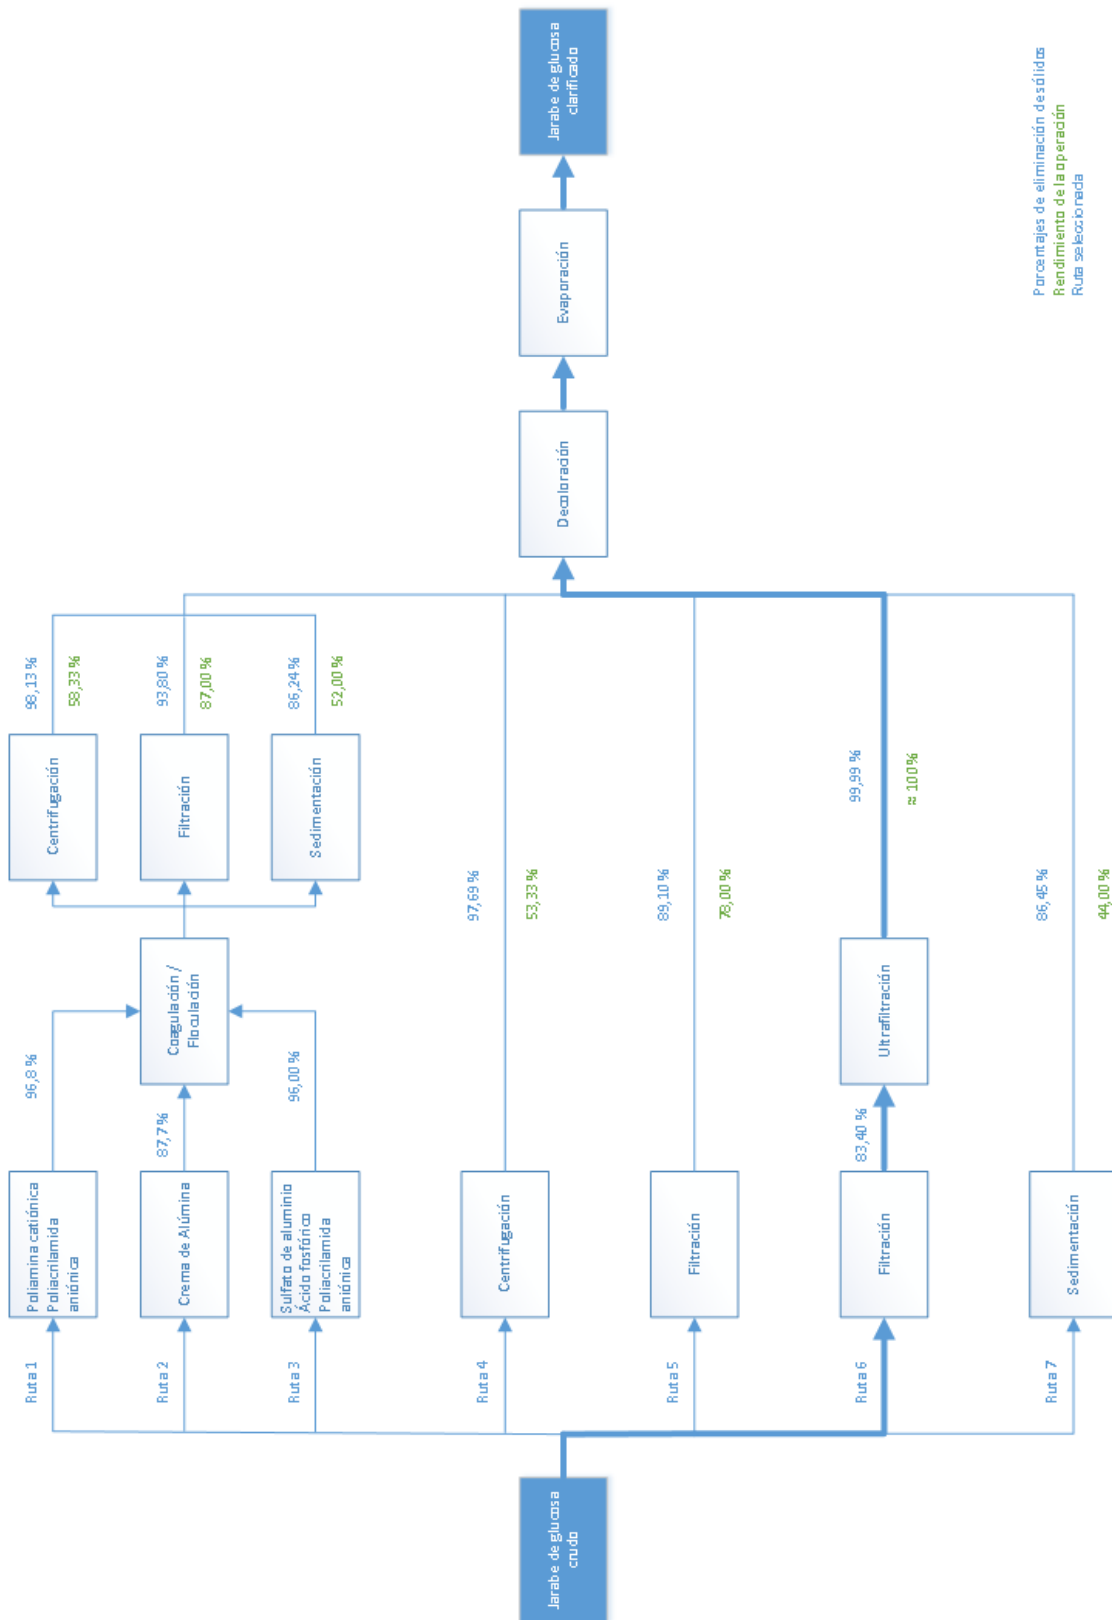 Jarabe de glucosa
crudo
Ruta 1
Ruta 2
Ruta 3
Ruta 4
Ruta 5
Ruta 6
Ruta 7
Poliamina catiónica
Poliacrilamida
aniónica
Crema de Alúmina
Sulfato de aluminio
Ácido fosfórico
Poliacrilamida
aniónica
Centrifugación
Filtración
Filtración
Sedimentación
96,8 %
87,7 %
96,00 %
83,40 %
Coagulación /
Floculación
Ultrafiltración
Centrifugación
Filtración
Sedimentación
98,13 %
58,33 %
93,80 %
87,00 %
86,24 %
52,00 %
97,69 %
53,33 %
89,10 %
78,00 %
99,99 %
≈ 100 %
86,45 %
44,00 %
Decoloración
Evaporación
Jarabe de glucosa
clarificado
Porcentajes de eliminación de sólidos
Rendimiento de la operación
Ruta seleccionada